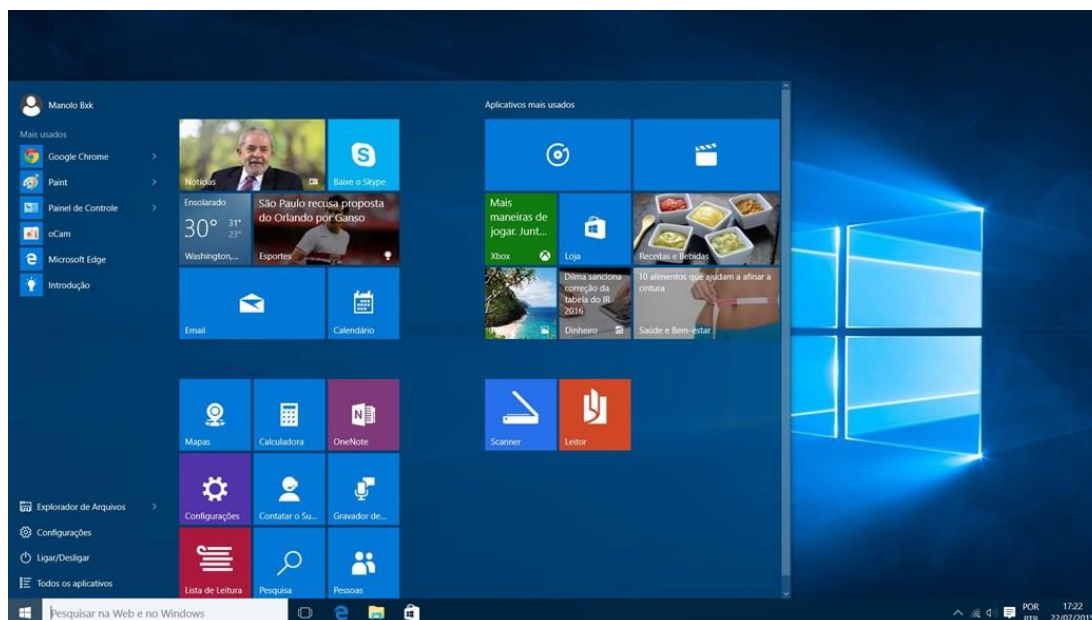 Manolo Bxk
Mais usados
Google Chrome
Paint
Painel de Controle
oCam
Microsoft Edge
Introdução
Explorador de Arquivos
Configurações
Ligar/Desligar
Todos os aplicativos
Notícias
Baixe o Skype
Ensolarado
30° 31°
23°
Washington,...
São Paulo recusa proposta
do Orlando por Ganso
Esportes
Email
Calendário
Mapas
Calculadora
OneNote
Configurações
Contatar o Su...
Gravador de...
Lista de Leitura
Pesquisa
Pessoas
Aplicativos mais usados
Mais
maneiras de
jogar. Junt...
Xbox
Loja
Receitas e Bebidas
Dilma sanciona
correção da
tabela do IR
2016
Dinheiro
10 alimentos que ajudam a afinar a
cintura
Saúde e Bem-estar
Scanner
Leitor
Pesquisar na Web e no Windows
POR
PTB
17:22
22/07/2015